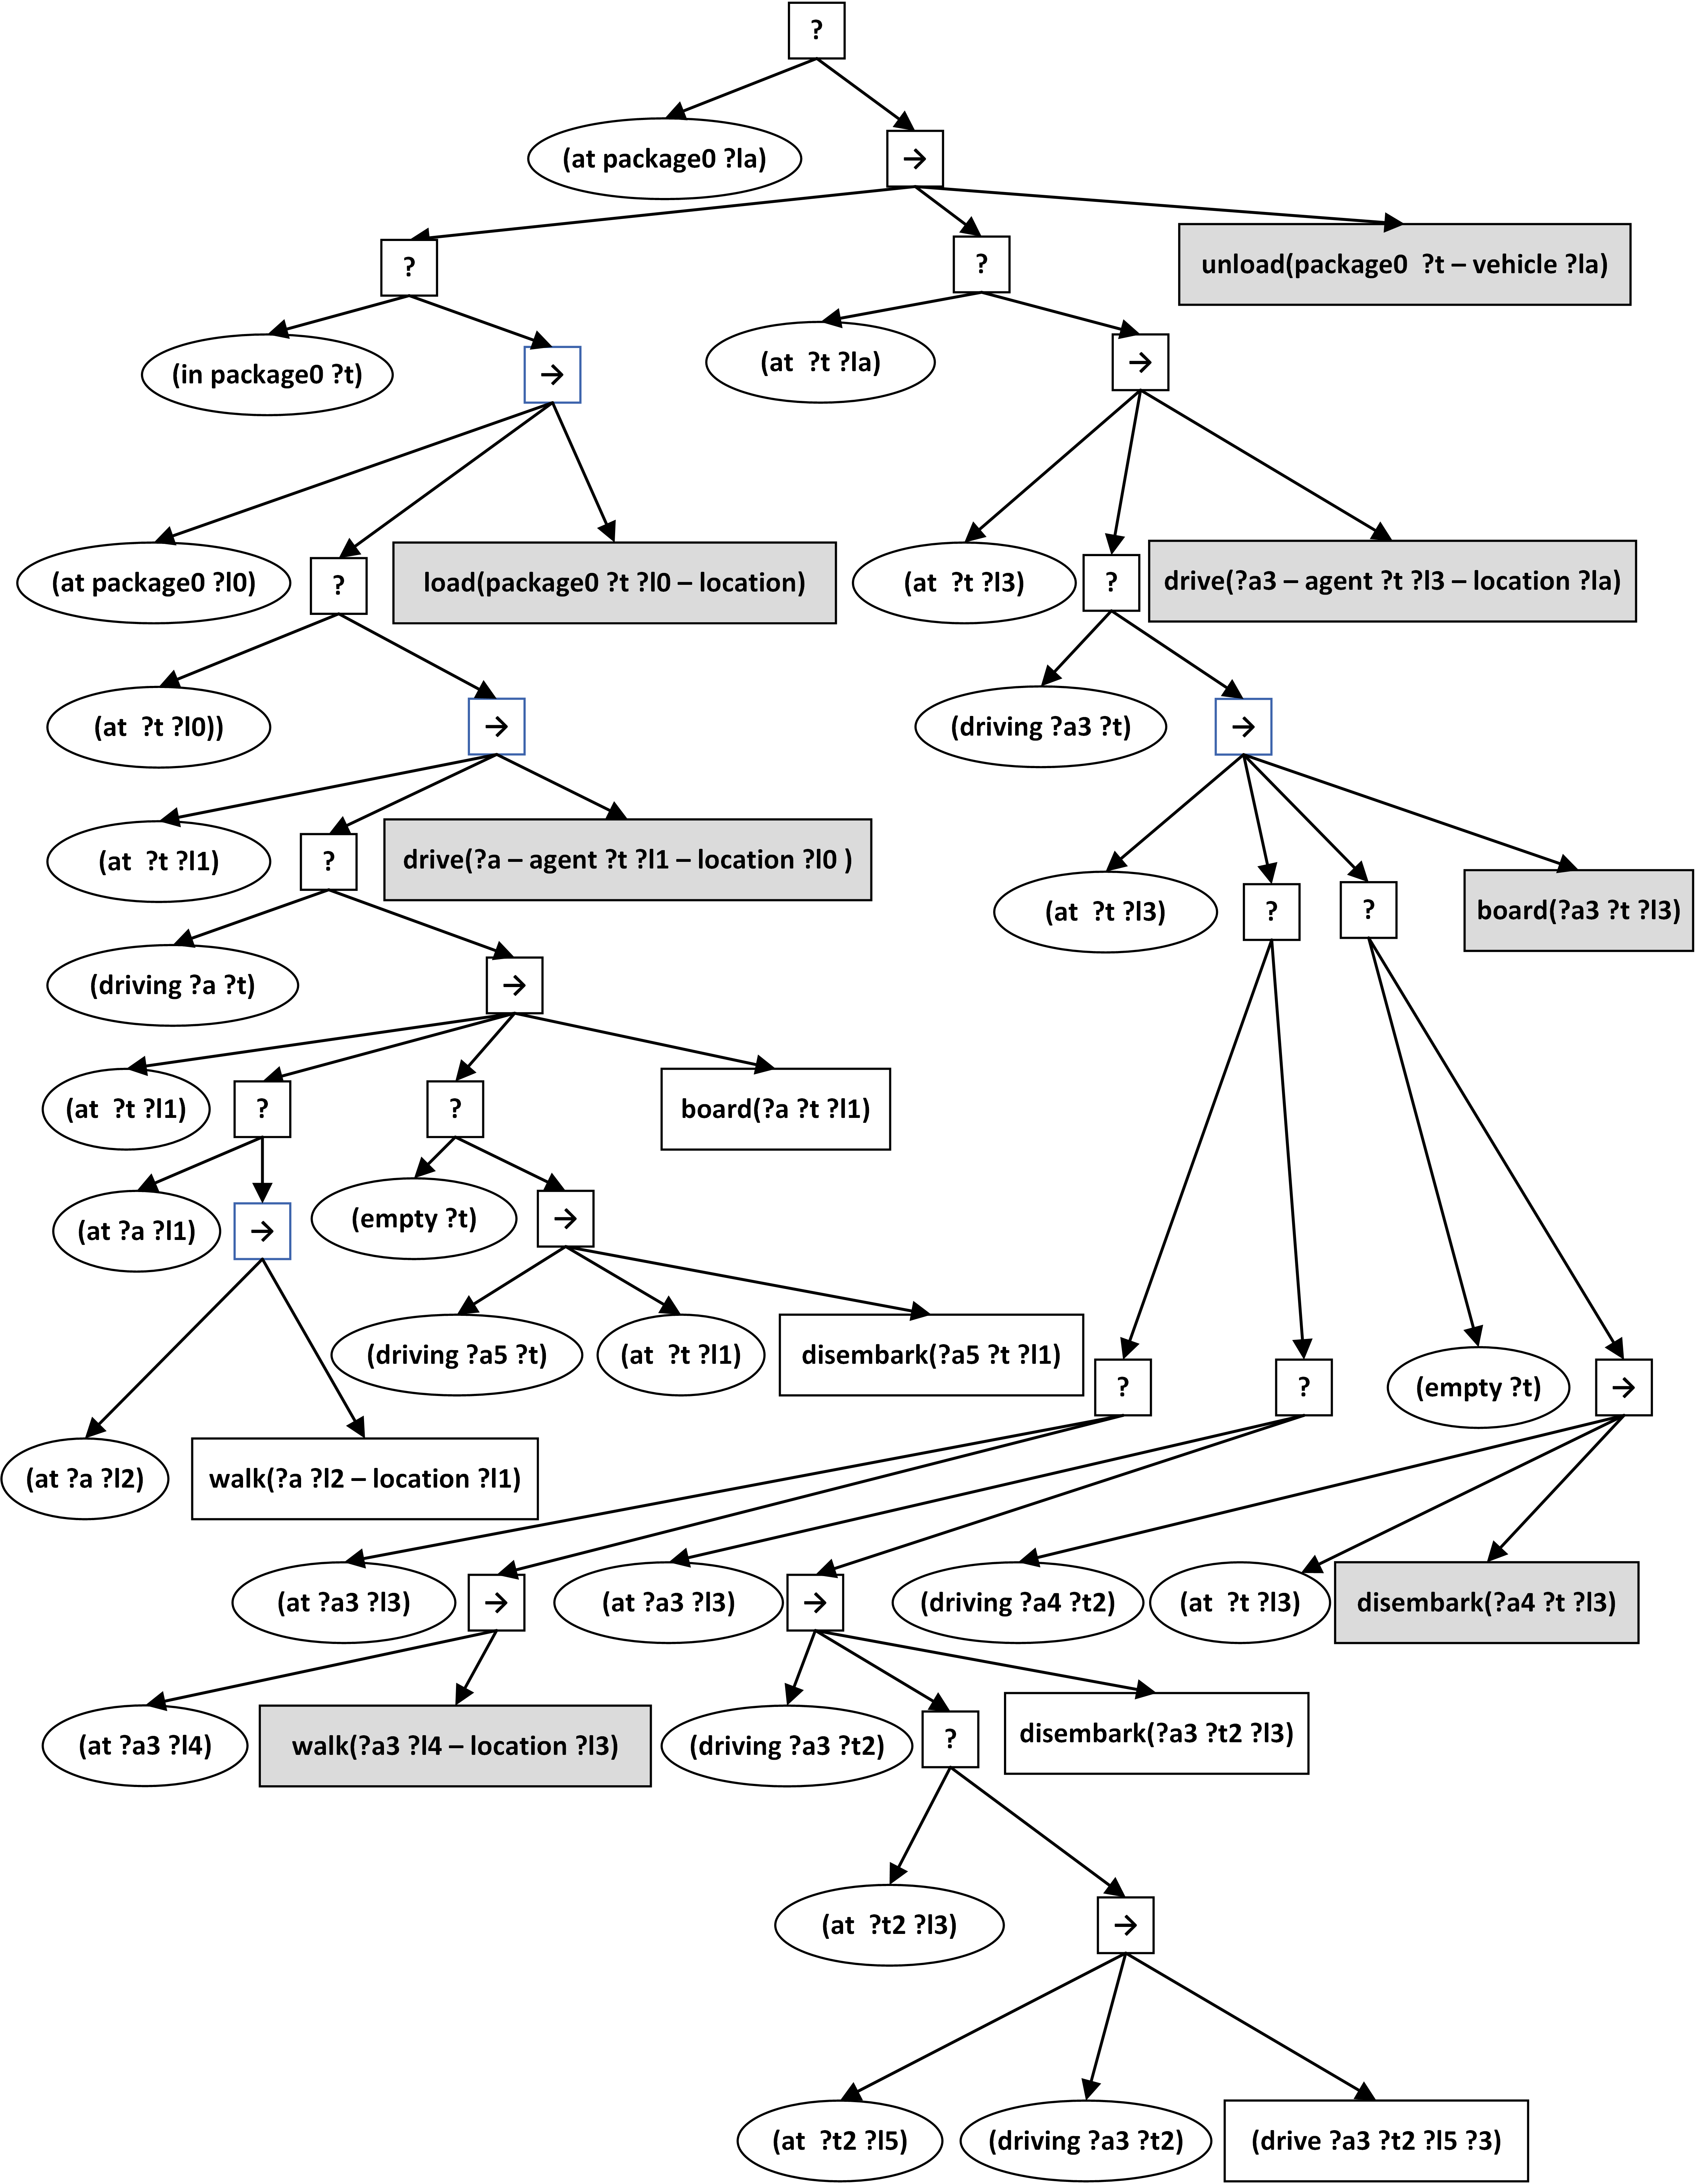 ?
(at package0 ?la)
→
?
?
unload(package0 ?t – vehicle ?la)
(in package0 ?t)
→
(at ?t ?la)
→
(at package0 ?l0)
?
load(package0 ?t ?l0 – location)
(at ?t ?l3)
?
drive(?a3 – agent ?t ?l3 – location ?la)
(at ?t ?l0))
→
(driving ?a3 ?t)
→
(at ?t ?l1)
?
drive(?a – agent ?t ?l1 – location ?l0 )
(at ?t ?l3)
?
?
board(?a3 ?t ?l3)
(driving ?a ?t)
→
(at ?t ?l1)
?
?
board(?a ?t ?l1)
(at ?a ?l1)
→
(empty ?t)
→
(driving ?a5 ?t)
(at ?t ?l1)
disembark(?a5 ?t ?l1)
?
?
(empty ?t)
→
(at ?a ?l2)
walk(?a ?l2 – location ?l1)
(at ?a3 ?l3)
→
(at ?a3 ?l3)
→
(driving ?a4 ?t2)
(at ?t ?l3)
disembark(?a4 ?t ?l3)
(at ?a3 ?l4)
walk(?a3 ?l4 – location ?l3)
(driving ?a3 ?t2)
?
disembark(?a3 ?t2 ?l3)
(at ?t2 ?l3)
→
(at ?t2 ?l5)
(driving ?a3 ?t2)
(drive ?a3 ?t2 ?l5 ?3)